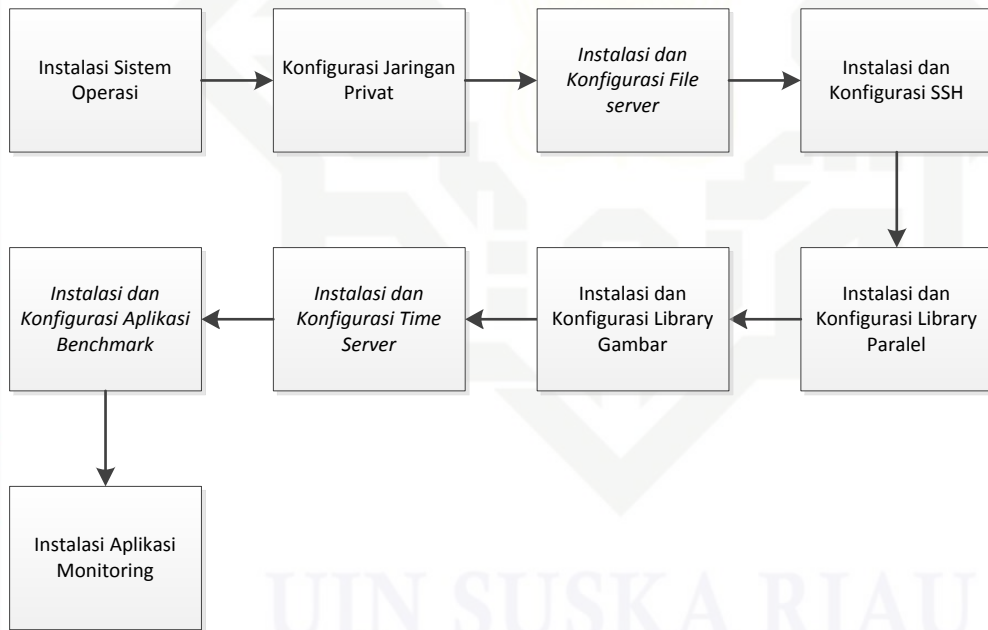 Instalasi Sistem
Operasi
Konfigurasi Jaringan
Privat
Instalasi dan
Konfigurasi File
server
Instalasi dan
Konfigurasi SSH
Instalasi dan
Konfigurasi Aplikasi
Benchmark
Instalasi dan
Konfigurasi Time
Server
Instalasi dan
Konfigurasi Library
Gambar
Instalasi dan
Konfigurasi Library
Paralel
Instalasi Aplikasi
Monitoring
UIN SUSKA RIAU